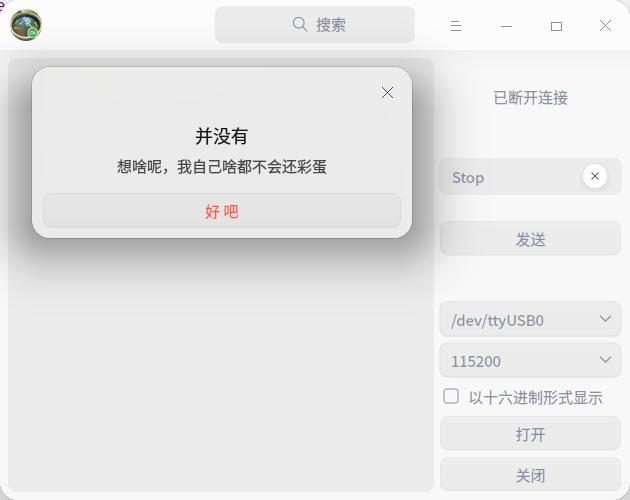 搜索
并没有
想啥呢，我自己啥都不会还彩蛋
好 吧
已断开连接
Stop
发送
/dev/ttyUSB0
115200
以十六进制形式显示
打开
关闭